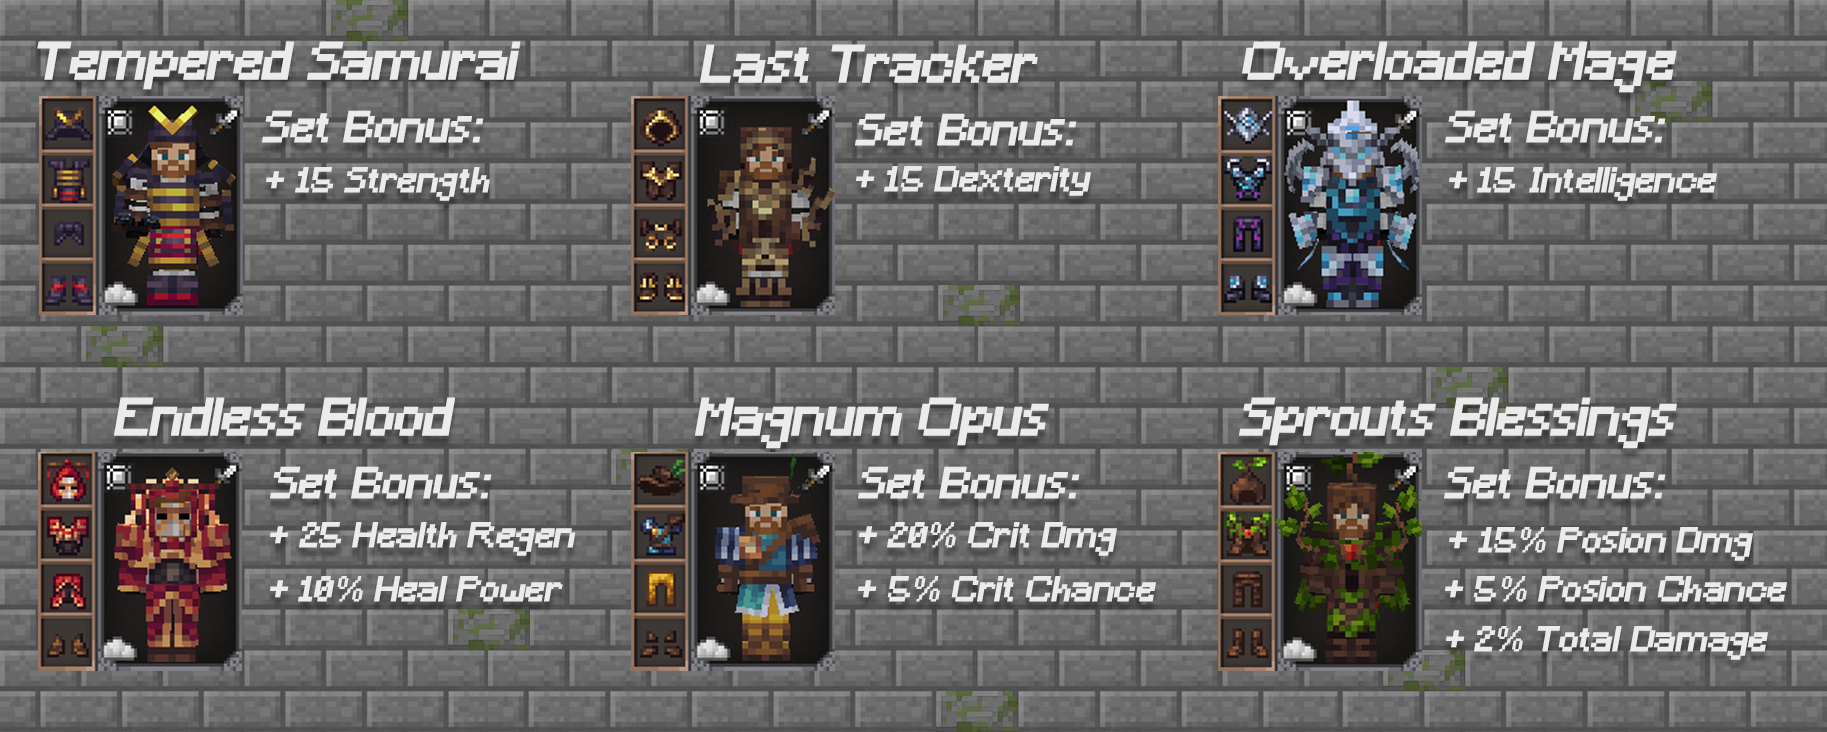 Tempered Samurai
Set Bonus:
+ 15 Strength
Last Tracker
Set Bonus:
+ 15 Dexterity
Overloaded Mage
Set Bonus:
+ 15 Intelligence
Endless Blood
Set Bonus:
+ 25 Health Regen
+ 10% Heal Power
Magnum Opus
Set Bonus:
+ 20% Crit Dmg
+ 5% Crit Chance
Sprouts Blessings
Set Bonus:
+ 15% Posion Dmg
+ 5% Posion Chance
+ 2% Total Damage